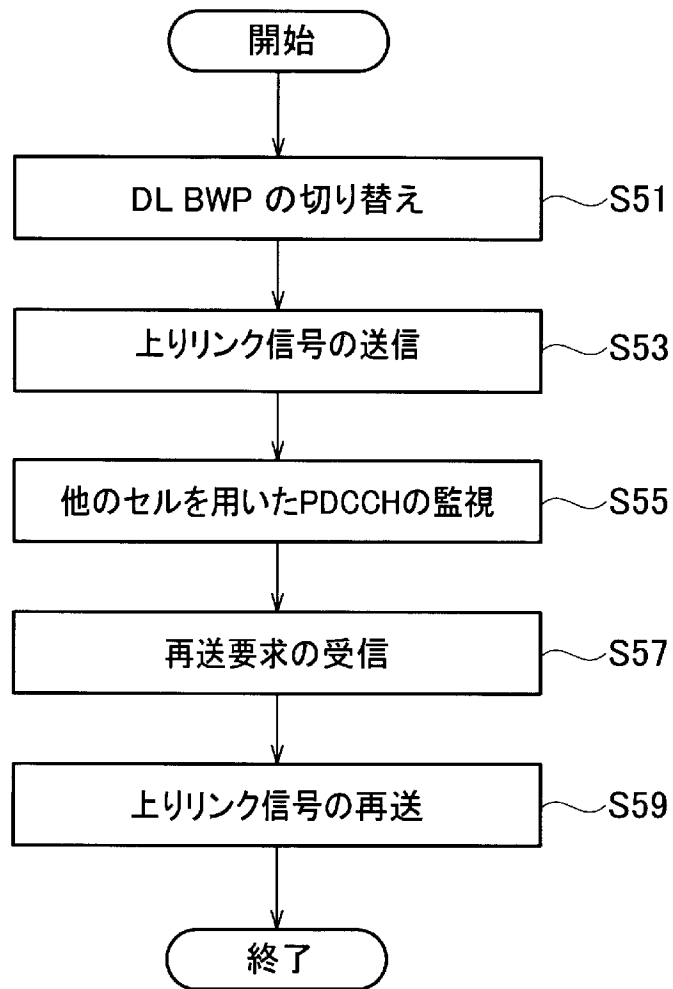 開始
DL BWP の切り替え
S51
上りリンク信号の送信
S53
他のセルを用いたPDCCHの監視
S55
再送要求の受信
S57
上りリンク信号の再送
S59
終了